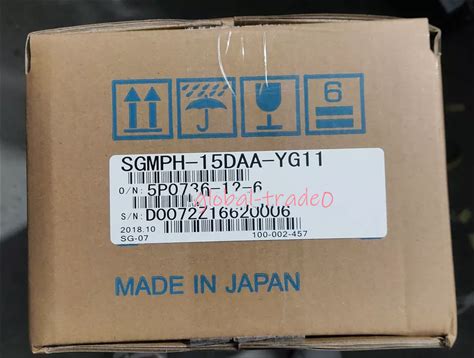 6
SGMPH-15DAA-YG11
O/N: 5P0736-12-6
global-trade0
S/N: D0072Z16620006
2018.10
SG-07 100-002-457
MADE IN JAPAN